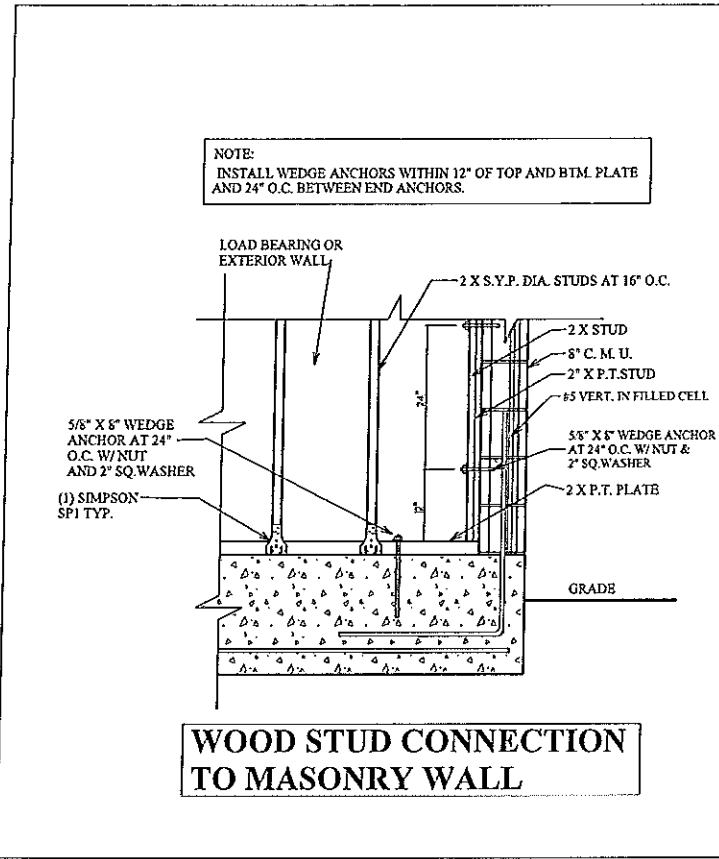 NOTE:
INSTALL WEDGE ANCHORS WITHIN 12" OF TOP AND BTM. PLATE
AND 24" O.C. BETWEEN END ANCHORS.
LOAD BEARING OR
EXTERIOR WALL
2 X S.Y.P. DIA. STUDS AT 16" O.C.
2 X STUD
8" C. M. U.
2" X P.T.STUD
#5 VERT. IN FILLED CELL
5/8" X 8" WEDGE ANCHOR
AT 24" O.C. W/ NUT &
2" SQ.WASHER
2 X P.T. PLATE
24"
12"
5/8" X 8" WEDGE
ANCHOR AT 24"
O.C. W/ NUT
AND 2" SQ.WASHER
(1) SIMPSON
SP1 TYP.
GRADE
WOOD STUD CONNECTION
TO MASONRY WALL